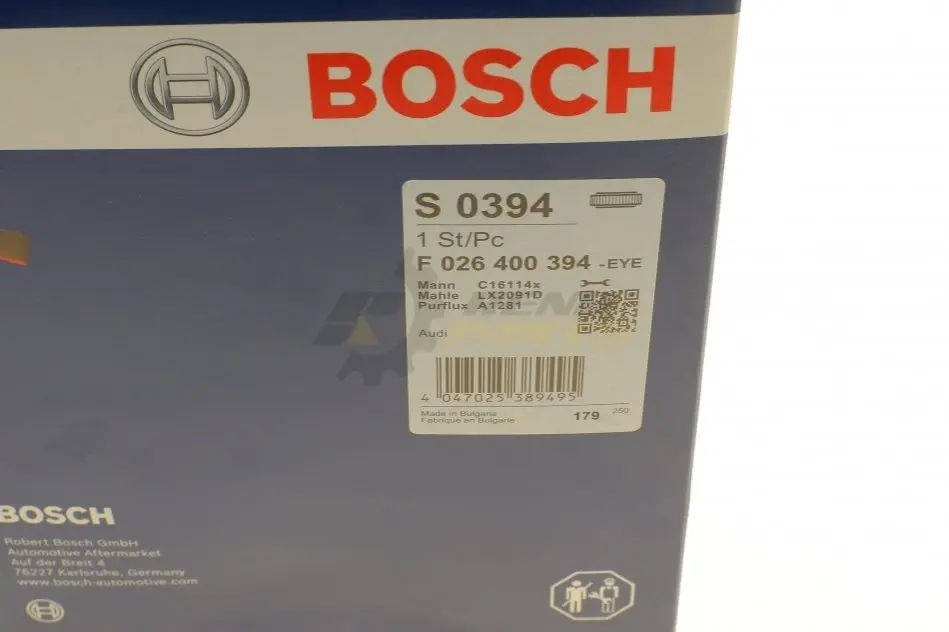 BOSCH
S 0394
1 St/Pc
F 026 400 394 -EYE
Mann C16114x
Mahle LX2091D
Purflux A1281
Audi
4 047025 389495
Made in Bulgaria
Fabriqué en Bulgarie
179 250
BOSCH
Robert Bosch GmbH
Automotive Aftermarket
Auf der Breit 4
76227 Karlsruhe, Germany
www.bosch-automotive.com